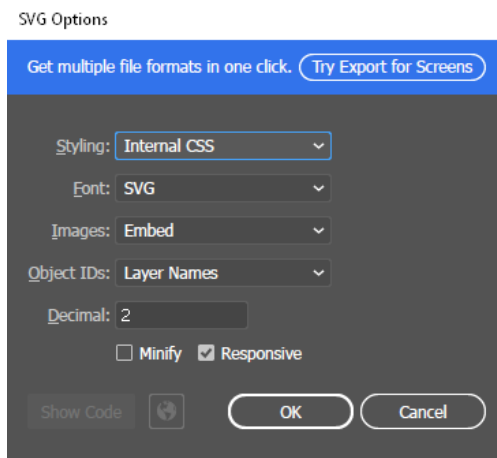 SVG Options
Get multiple file formats in one click. Try Export for Screens
Styling: Internal CSS
Font: SVG
Images: Embed
Object IDs: Layer Names
Decimal: 2
Minify Responsive
Show Code OK Cancel